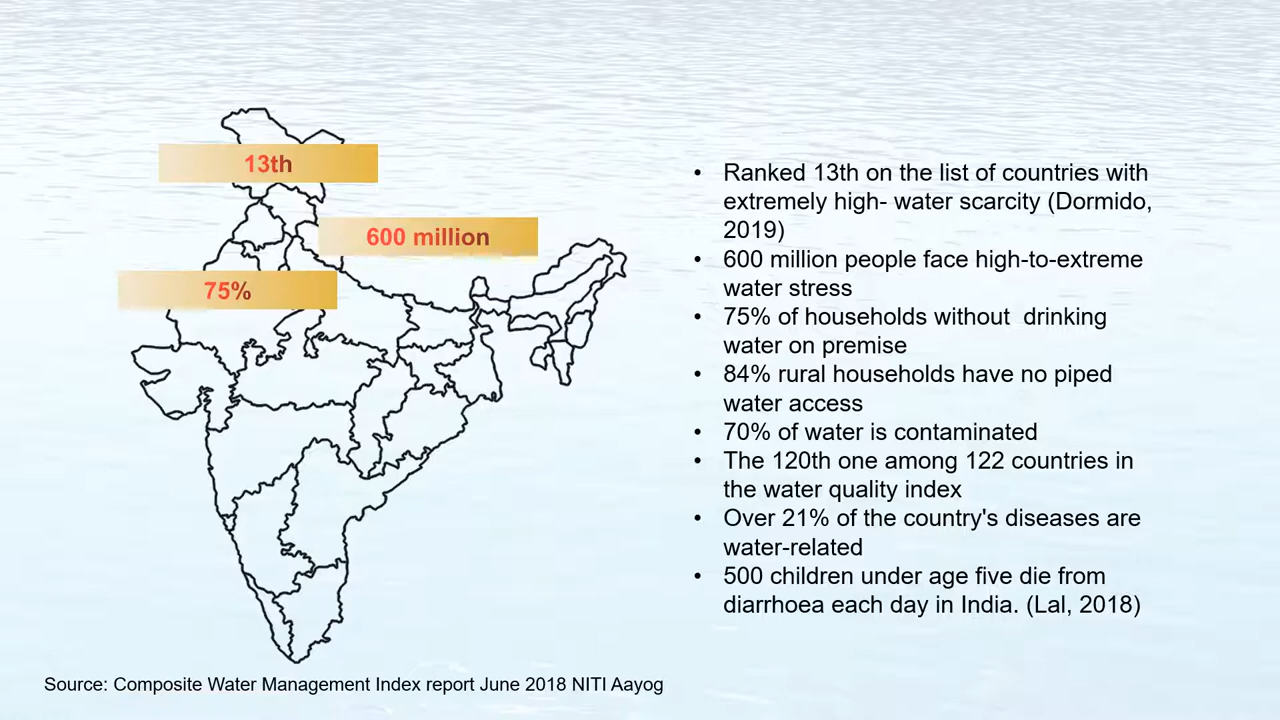 13th
600 million
75%
• Ranked 13th on the list of countries with
extremely high- water scarcity (Dormido,
2019)
• 600 million people face high-to-extreme
water stress
• 75% of households without  drinking
water on premise
• 84% rural households have no piped
water access
• 70% of water is contaminated
• The 120th one among 122 countries in
the water quality index
• Over 21% of the country's diseases are
water-related
• 500 children under age five die from
diarrhoea each day in India. (Lal, 2018)
Source: Composite Water Management Index report June 2018 NITI Aayog